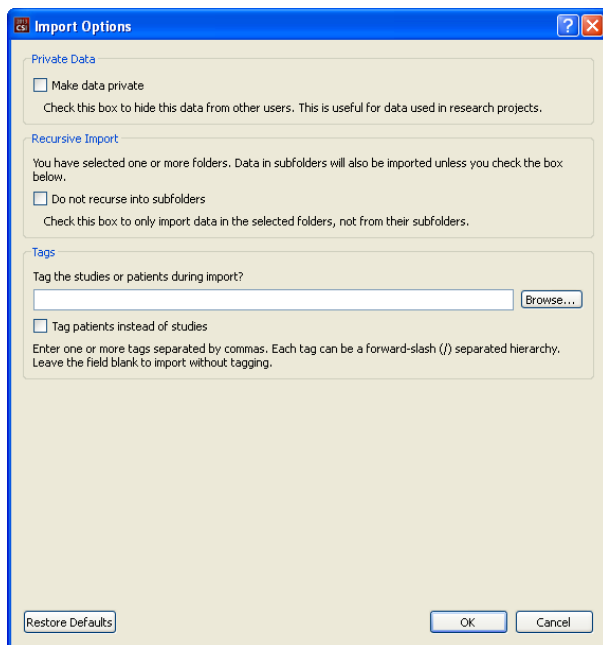 2013
CSI Import Options
Private Data
Make data private
Check this box to hide this data from other users. This is useful for data used in research projects.
Recursive Import
You have selected one or more folders. Data in subfolders will also be imported unless you check the box
below.
Do not recurse into subfolders
Check this box to only import data in the selected folders, not from their subfolders.
Tags
Tag the studies or patients during import?
Browse...
Tag patients instead of studies
Enter one or more tags separated by commas. Each tag can be a forward-slash (/) separated hierarchy.
Leave the field blank to import without tagging.
Restore Defaults OK Cancel